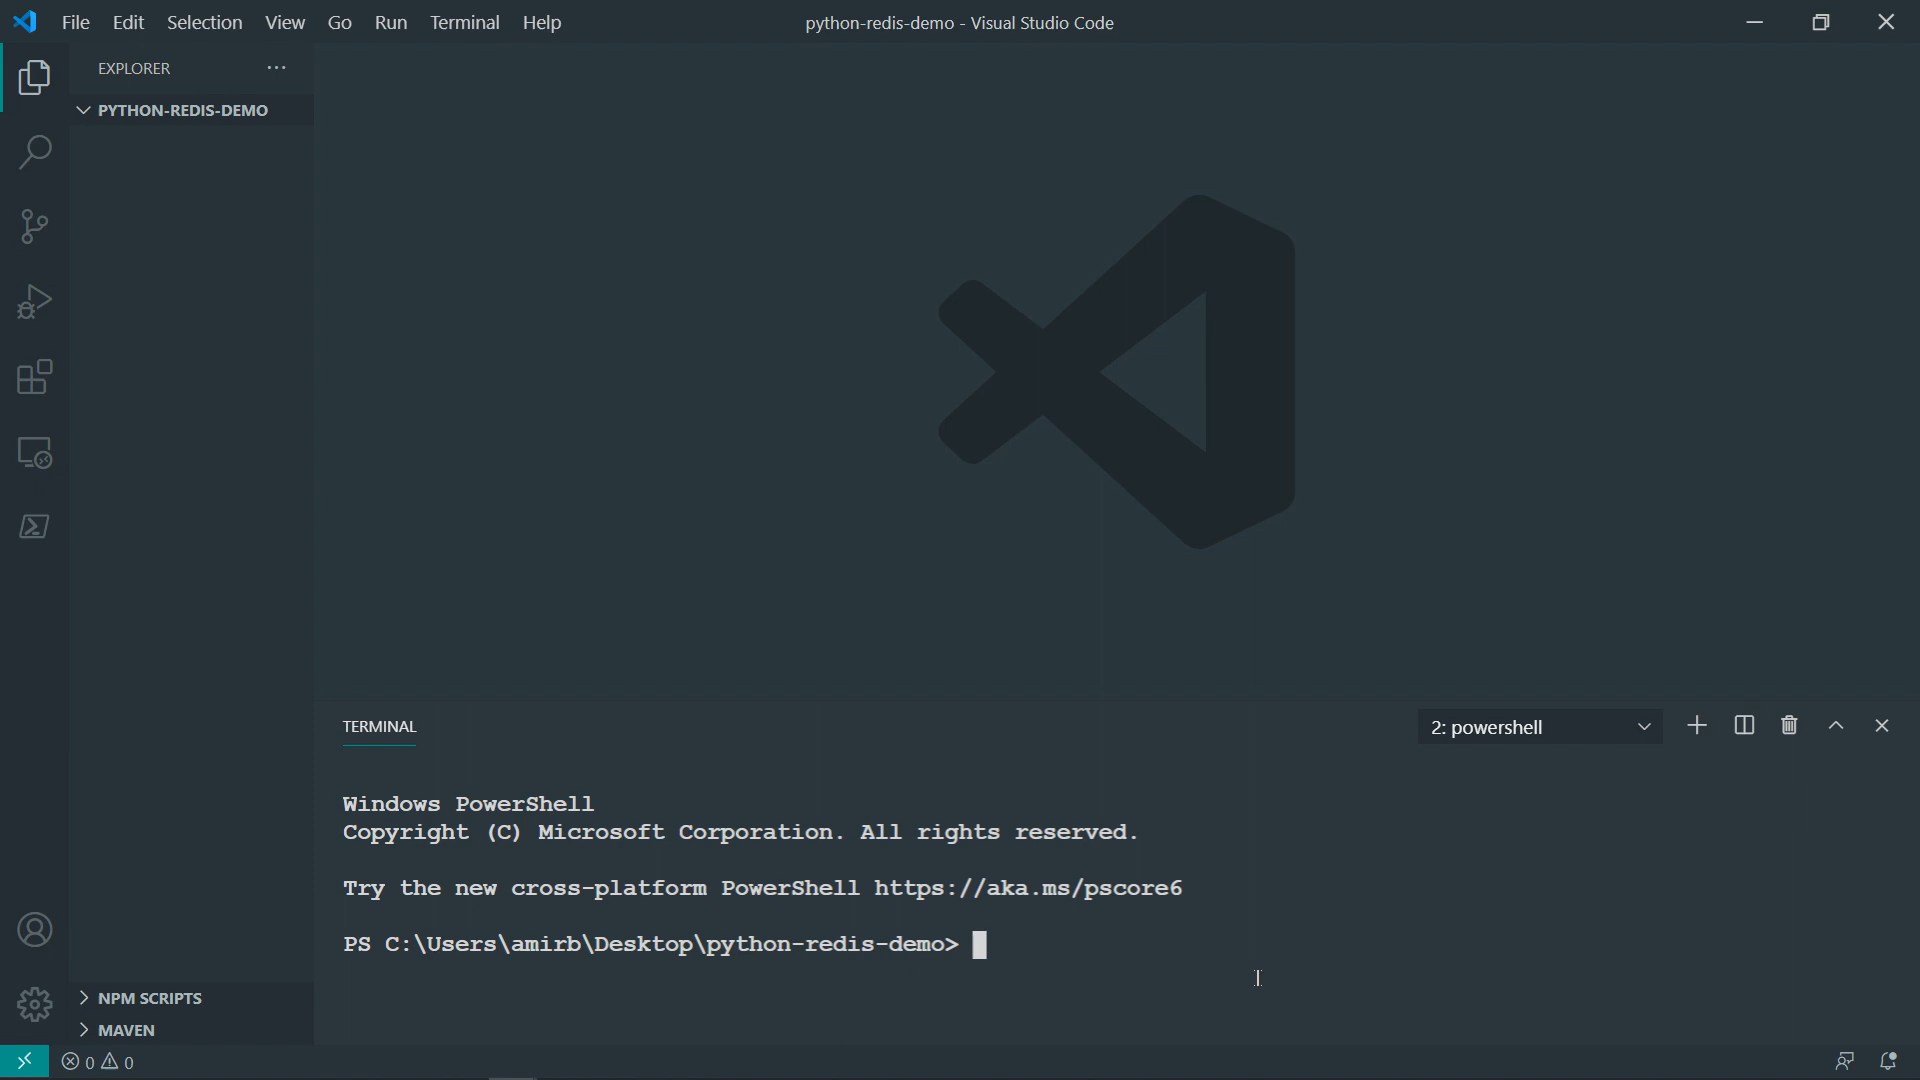 File Edit Selection View Go Run Terminal Help
python-redis-demo - Visual Studio Code
EXPLORER
PYTHON-REDIS-DEMO
TERMINAL
2: powershell
Windows PowerShell
Copyright (C) Microsoft Corporation. All rights reserved.
Try the new cross-platform PowerShell https://aka.ms/pscore6
PS C:\Users\amirb\Desktop\python-redis-demo>
NPM SCRIPTS
MAVEN
0 0